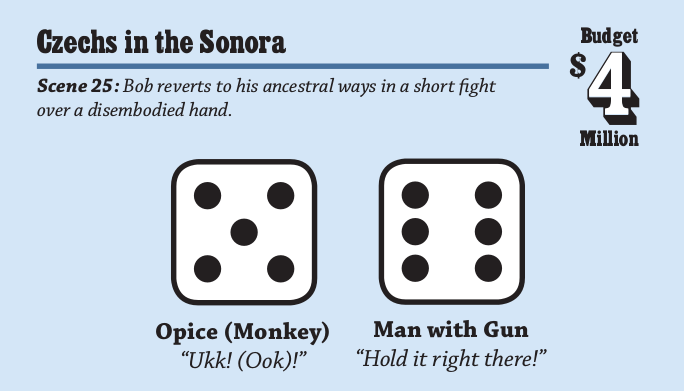 Czechs in the Sonora
Budget
$4
Million
Scene 25: Bob reverts to his ancestral ways in a short fight
over a disembodied hand.
Opice (Monkey)
“Ukk! (Ook)!”
Man with Gun
“Hold it right there!”